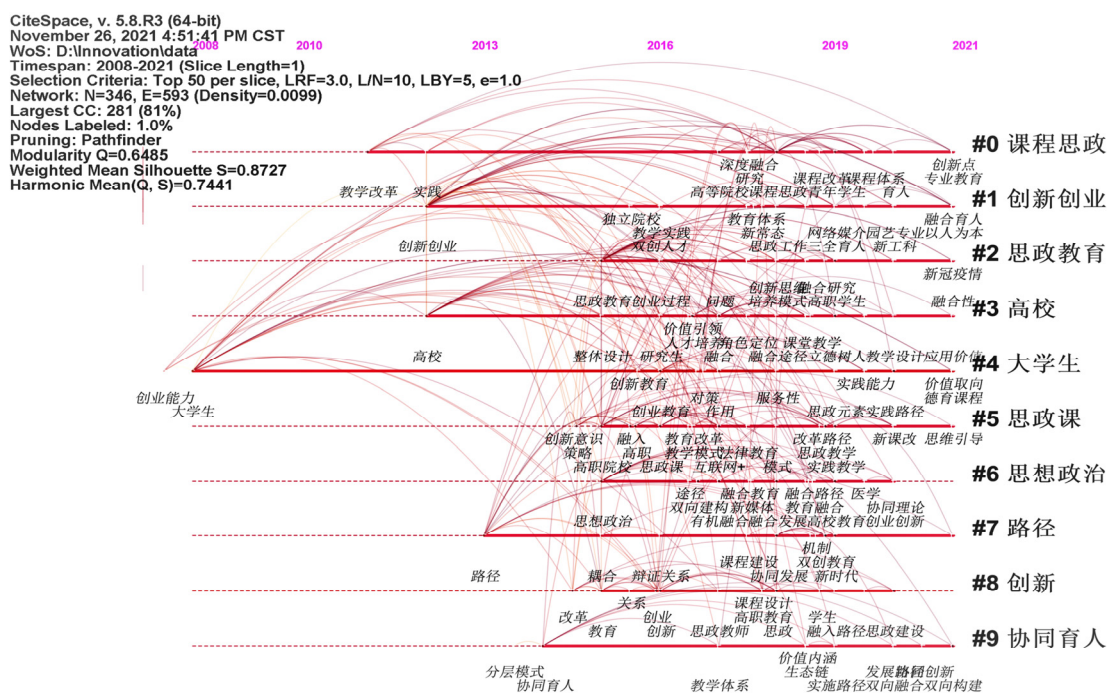 CiteSpace, v. 5.8.R3 (64-bit)
November 26, 2021 4:51:41 PM CST
WoS: D:\Innovation\data
Timespan: 2008-2021 (Slice Length=1)
Selection Criteria: Top 50 per slice, LRF=3.0, L/N=10, LBY=5, e=1.0
Network: N=346, E=593 (Density=0.0099)
Largest CC: 281 (81%)
Nodes Labeled: 1.0%
Pruning: Pathfinder
Modularity Q=0.6485
Weighted Mean Silhouette S=0.8727
Harmonic Mean(Q, S)=0.7441
2008 2010 2013 2016 2019 2021
#0 课程思政
深度融合 创新点
研究 课程改革 课程体系 专业教育
教学改革 实践 高等院校 课程思政 青年学生 育人
#1 创新创业
独立院校 教育体系 融合育人
教学实践 新常态 网络媒介 园艺专业 以人为本
创新创业 双创人才 思政工作 三全育人 新工科
#2 思政教育
新冠疫情
创新思维 融合研究
思政教育 创业过程 问题 培养模式 高职学生 融合性
#3 高校
价值引领
人才培养 角色定位 课堂教学
高校 整体设计 研究生 融合 融合途径 立德树人 教学设计 应用价值
#4 大学生
创新教育 实践能力 价值取向
创业能力 对策 服务性 德育课程
大学生 创业教育 作用 思政元素 实践路径
#5 思政课
创新意识 融入 教育改革 改革路径 新课改 思维引导
策略 高职 教学模式 法律教育 思政教学
高职院校 思政课 互联网+ 模式 实践教学
#6 思想政治
途径 融合教育 融合路径 医学
双向建构 新媒体 教育融合 协同理论
思想政治 有机融合 融合发展 高校教育 创业创新
#7 路径
机制
课程建设 双创教育
路径 耦合 辩证关系 协同发展 新时代
#8 创新
关系 课程设计
改革 创业 高职教育 学生
教育 创新 思政教师 思政 融入路径 思政建设
#9 协同育人
价值内涵
分层模式 生态链 发展路径 创新
协同育人 教学体系 实施路径 双向融合 双向构建